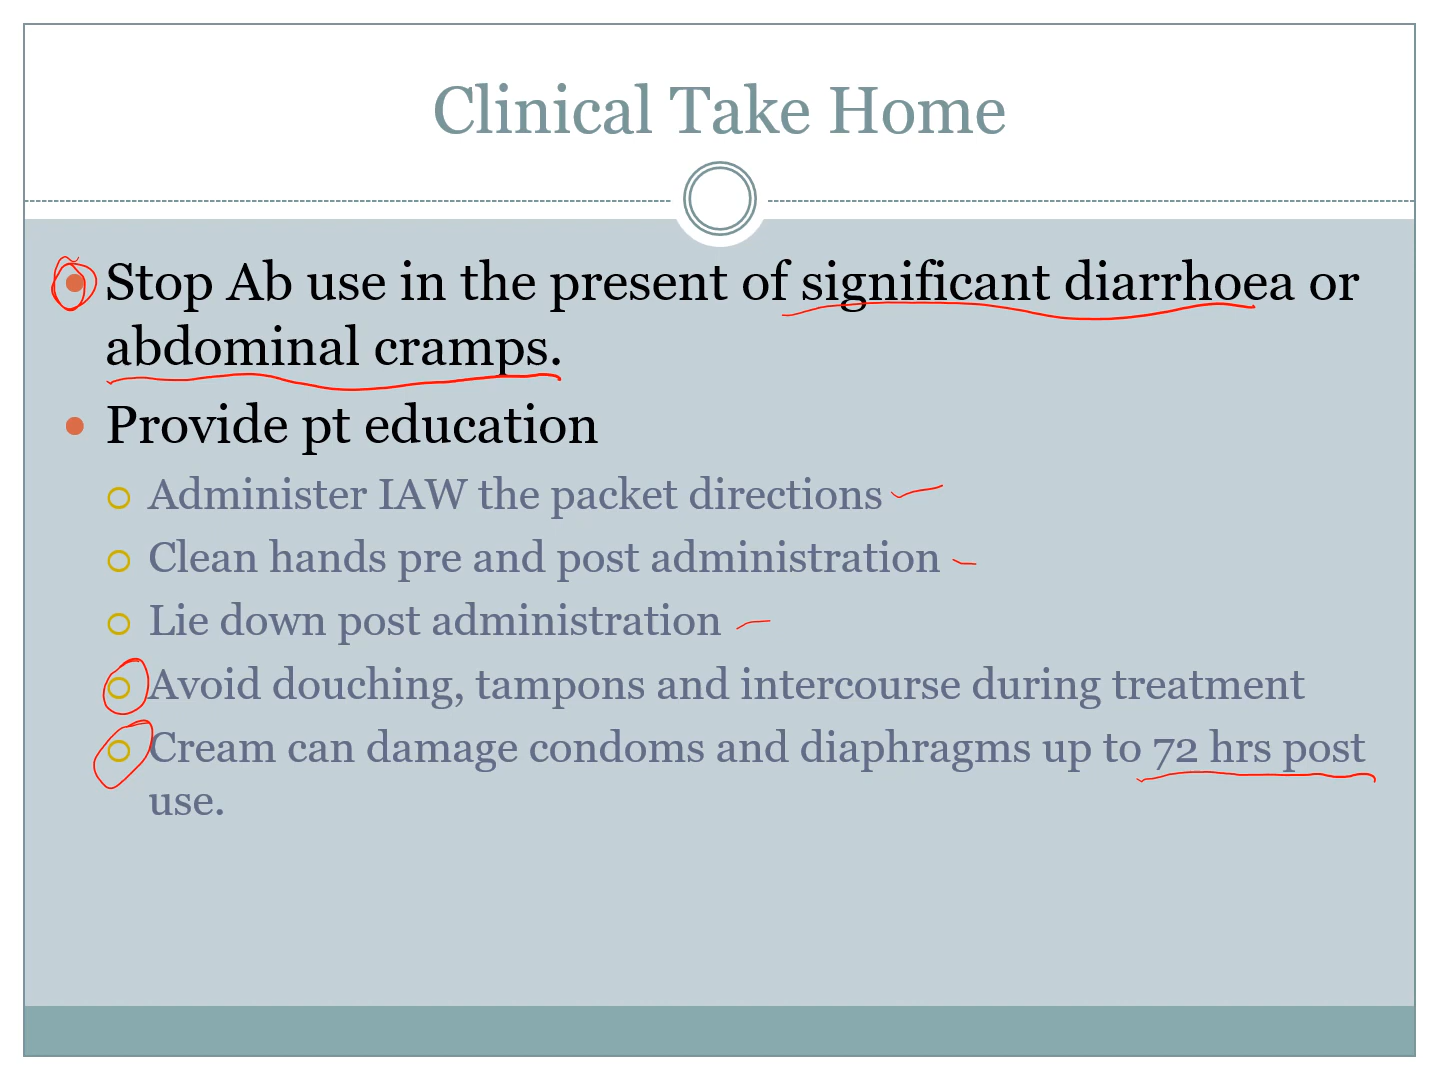 Clinical Take Home
Stop Ab use in the present of significant diarrhoea or
abdominal cramps.
Provide pt education
Administer IAW the packet directions
Clean hands pre and post administration
Lie down post administration
Avoid douching, tampons and intercourse during treatment
Cream can damage condoms and diaphragms up to 72 hrs post
use.